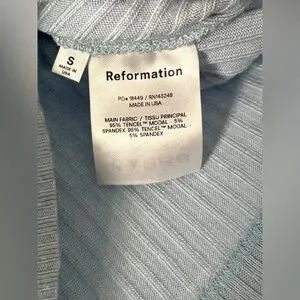 S
MADE IN
USA
Reformation
PO# 18449 / RN143248
MADE IN USA
MAIN FABRIC / TISSU PRINCIPAL
95% TENCEL™ MODAL - 5%
SPANDEX 95% TENCEL™ MODAL -
5% SPANDEX